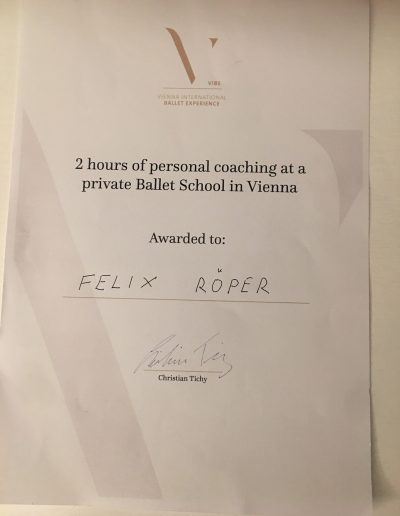 VIBE
VIENNA INTERNATIONAL
BALLET EXPERIENCE
2 hours of personal coaching at a
private Ballet School in Vienna
Awarded to:
FELIX RÖPER
Christian Tichy